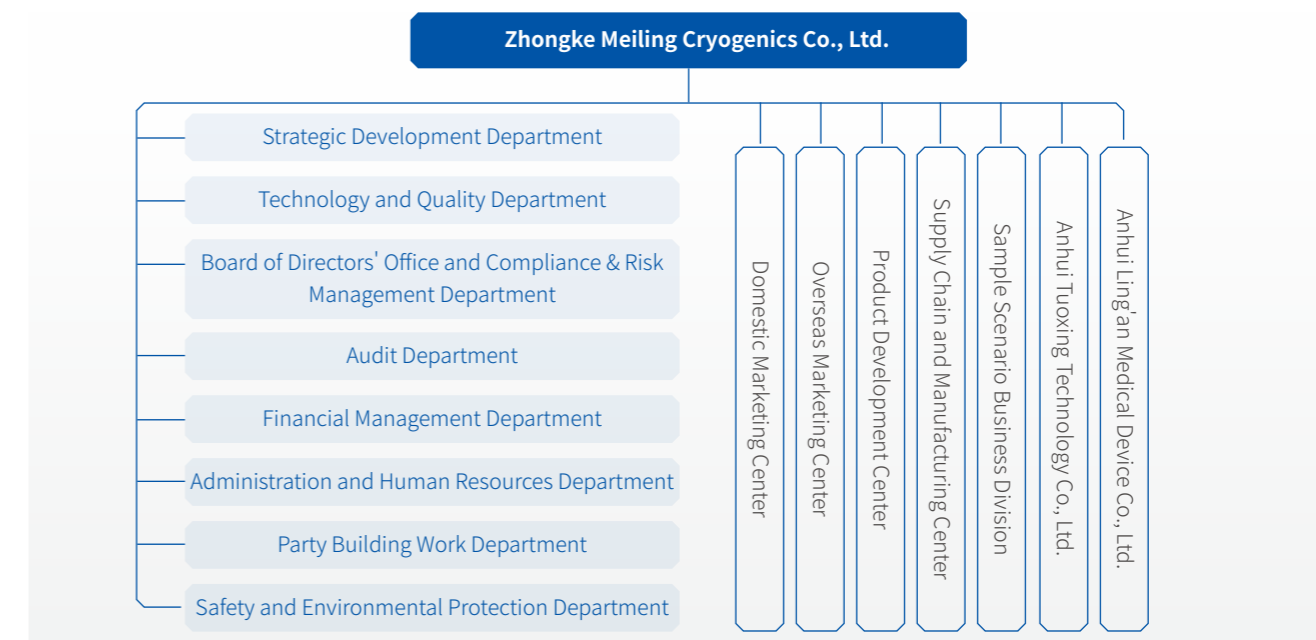 Zhongke Meiling Cryogenics Co., Ltd.
Strategic Development Department
Technology and Quality Department
Board of Directors' Office and Compliance & Risk
Management Department
Audit Department
Financial Management Department
Administration and Human Resources Department
Party Building Work Department
Safety and Environmental Protection Department
Domestic Marketing Center
Overseas Marketing Center
Product Development Center
Supply Chain and Manufacturing Center
Sample Scenario Business Division
Anhui Tuoxing Technology Co., Ltd.
Anhui Ling'an Medical Device Co., Ltd.